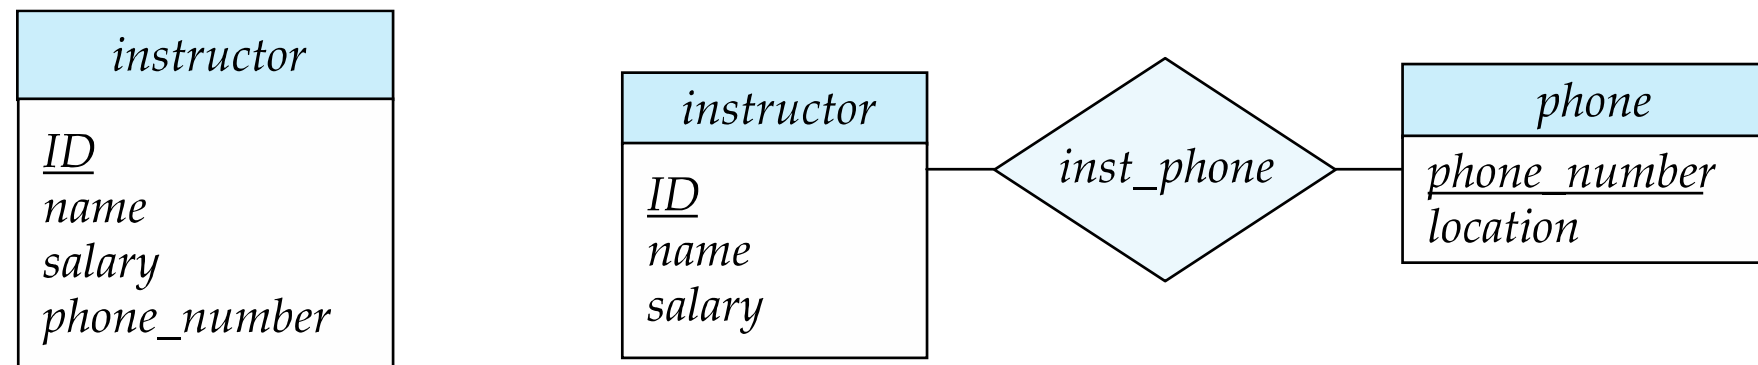 instructor
ID
name
salary
phone_number
instructor
ID
name
salary
inst_phone
phone
phone_number
location